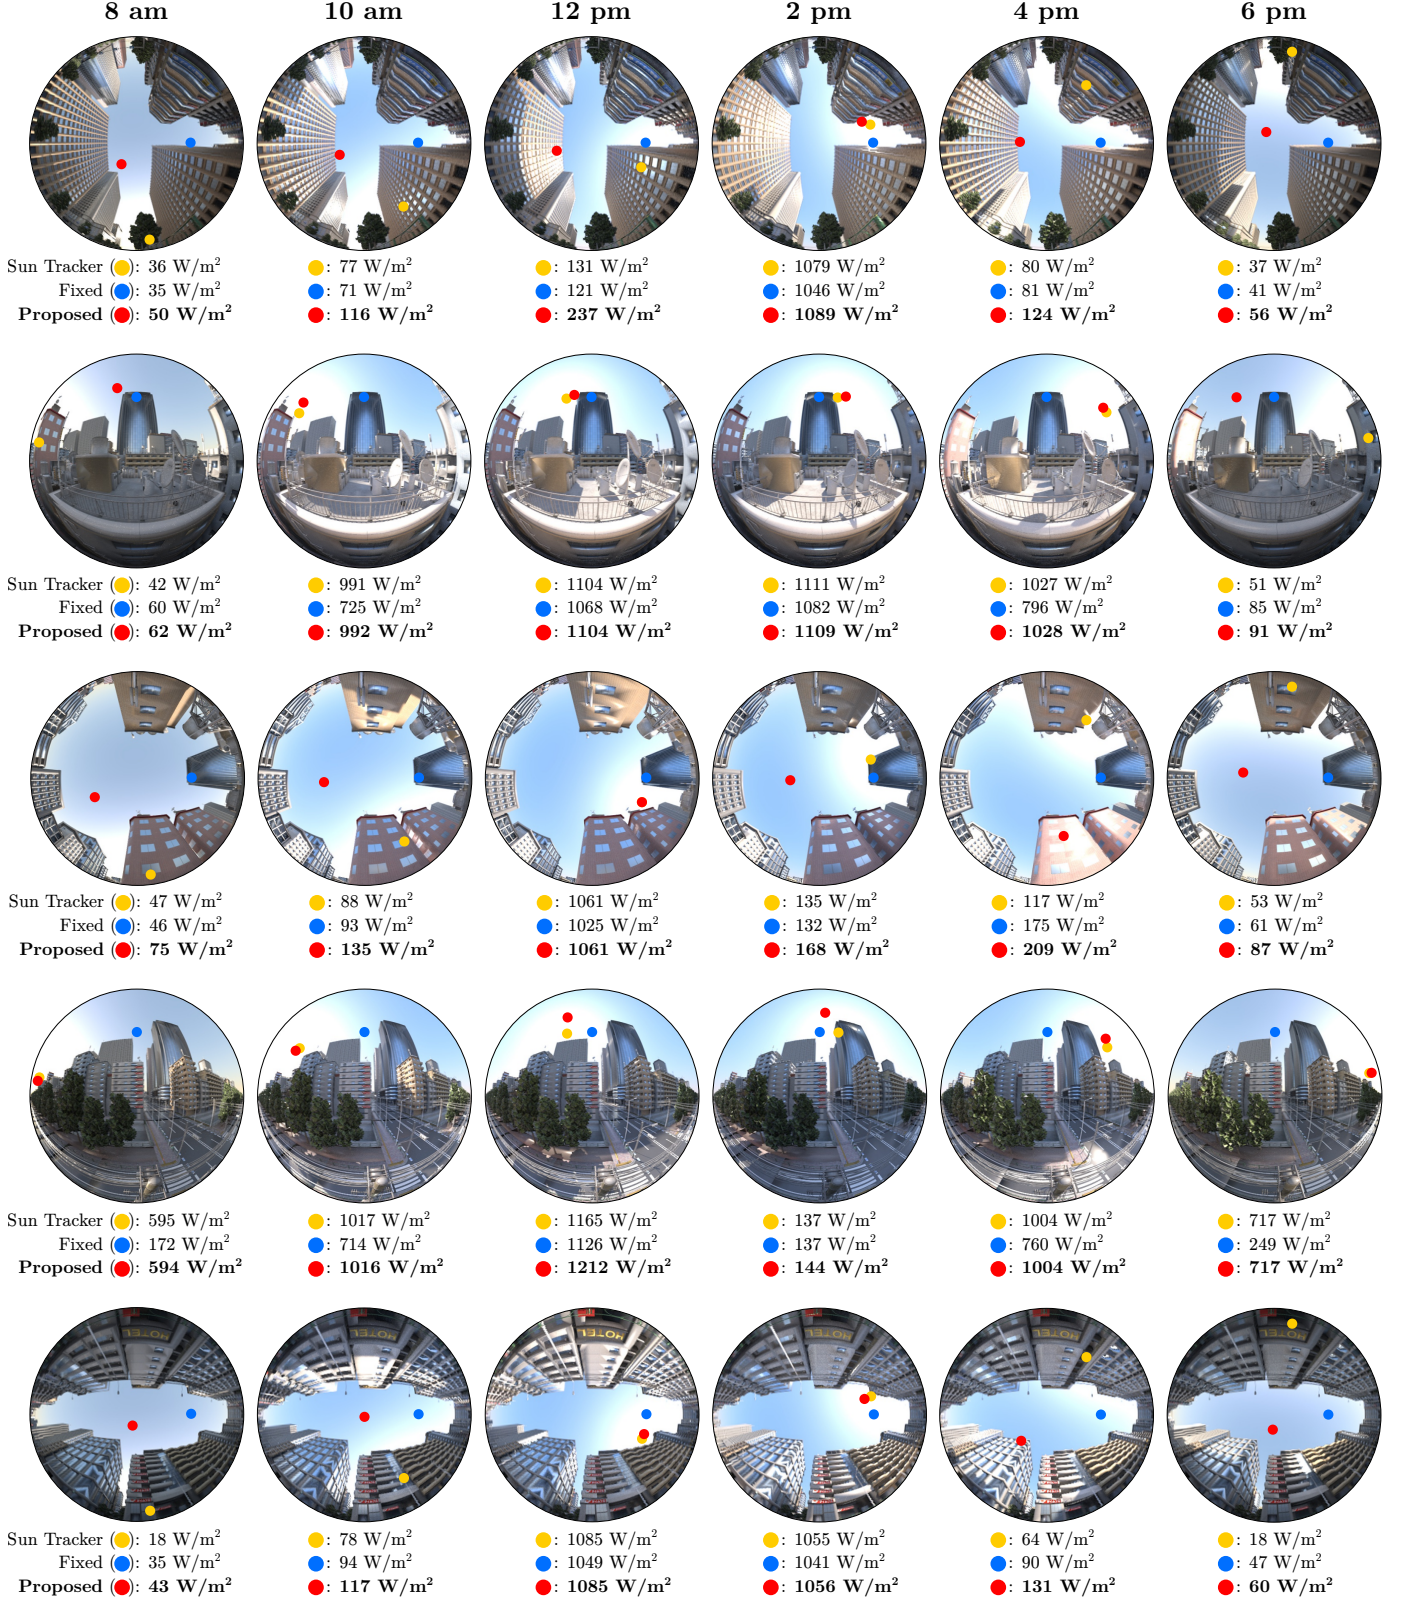 8 am 10 am 12 pm 2 pm 4 pm 6 pm
Sun Tracker ( ): 36 W/m² : 77 W/m² : 131 W/m² : 1079 W/m² : 80 W/m² : 37 W/m²
Fixed ( ): 35 W/m² : 71 W/m² : 121 W/m² : 1046 W/m² : 81 W/m² : 41 W/m²
Proposed ( ): 50 W/m² : 116 W/m² : 237 W/m² : 1089 W/m² : 124 W/m² : 56 W/m²
Sun Tracker ( ): 42 W/m² : 991 W/m² : 1104 W/m² : 1111 W/m² : 1027 W/m² : 51 W/m²
Fixed ( ): 60 W/m² : 725 W/m² : 1068 W/m² : 1082 W/m² : 796 W/m² : 85 W/m²
Proposed ( ): 62 W/m² : 992 W/m² : 1104 W/m² : 1109 W/m² : 1028 W/m² : 91 W/m²
Sun Tracker ( ): 47 W/m² : 88 W/m² : 1061 W/m² : 135 W/m² : 117 W/m² : 53 W/m²
Fixed ( ): 46 W/m² : 93 W/m² : 1025 W/m² : 132 W/m² : 175 W/m² : 61 W/m²
Proposed ( ): 75 W/m² : 135 W/m² : 1061 W/m² : 168 W/m² : 209 W/m² : 87 W/m²
Sun Tracker ( ): 595 W/m² : 1017 W/m² : 1165 W/m² : 137 W/m² : 1004 W/m² : 717 W/m²
Fixed ( ): 172 W/m² : 714 W/m² : 1126 W/m² : 137 W/m² : 760 W/m² : 249 W/m²
Proposed ( ): 594 W/m² : 1016 W/m² : 1212 W/m² : 144 W/m² : 1004 W/m² : 717 W/m²
HOTEL HOTEL HOTEL HOTEL HOTEL HOTEL
Sun Tracker ( ): 18 W/m² : 78 W/m² : 1085 W/m² : 1055 W/m² : 64 W/m² : 18 W/m²
Fixed ( ): 35 W/m² : 94 W/m² : 1049 W/m² : 1041 W/m² : 90 W/m² : 47 W/m²
Proposed ( ): 43 W/m² : 117 W/m² : 1085 W/m² : 1056 W/m² : 131 W/m² : 60 W/m²